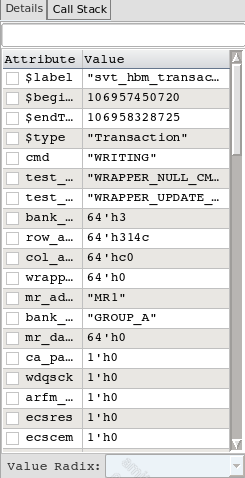 Details Call Stack
Attribute Value
$label "svt_hbm_transac...
$begi... 106957450720
$endT... 106958328725
$type "Transaction"
cmd "WRITING"
test_... "WRAPPER_NULL_CM...
test_... "WRAPPER_UPDATE_...
bank_... 64'h3
row_a... 64'h314c
col_a... 64'hc0
wrapp... 64'h0
mr_ad... "MR1"
bank_... "GROUP_A"
mr_da... 64'h0
ca_pa... 1'h0
wdqsck 1'h0
arfm_... 1'h0
ecsres 1'h0
ecscem 1'h0
Value Radix: